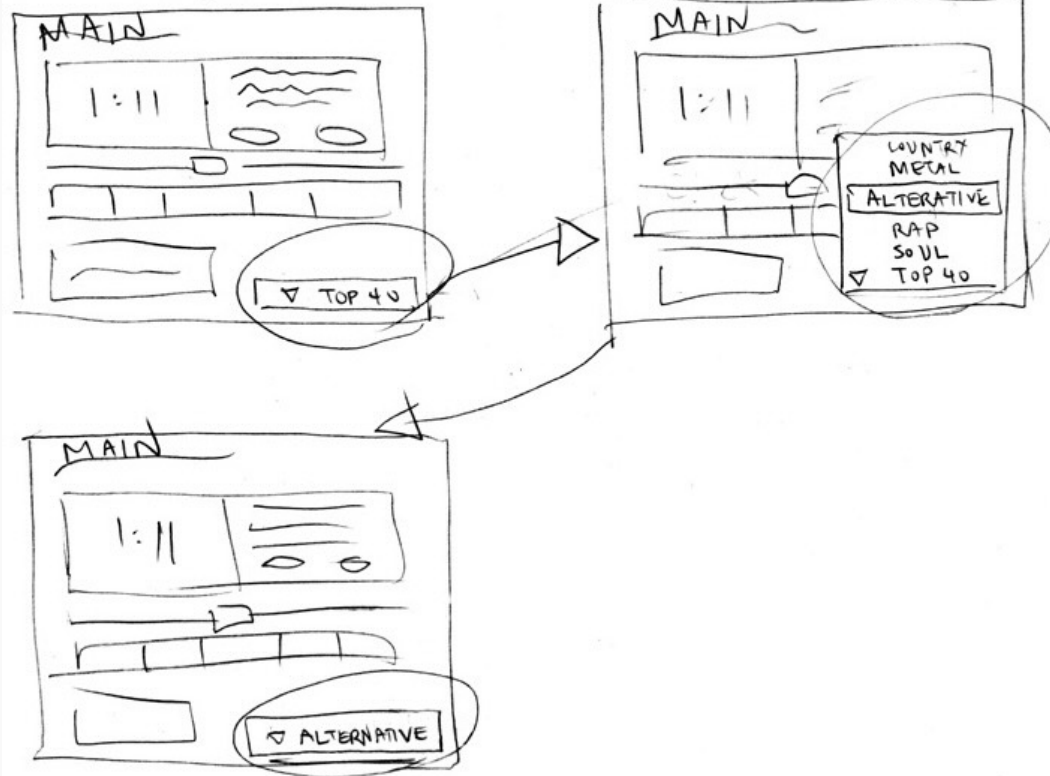 MAIN
1:11
TOP 40
MAIN
1:11
COUNTRY
METAL
ALTERATIVE
RAP
SOUL
TOP 40
MAIN
1:11
ALTERNATIVE